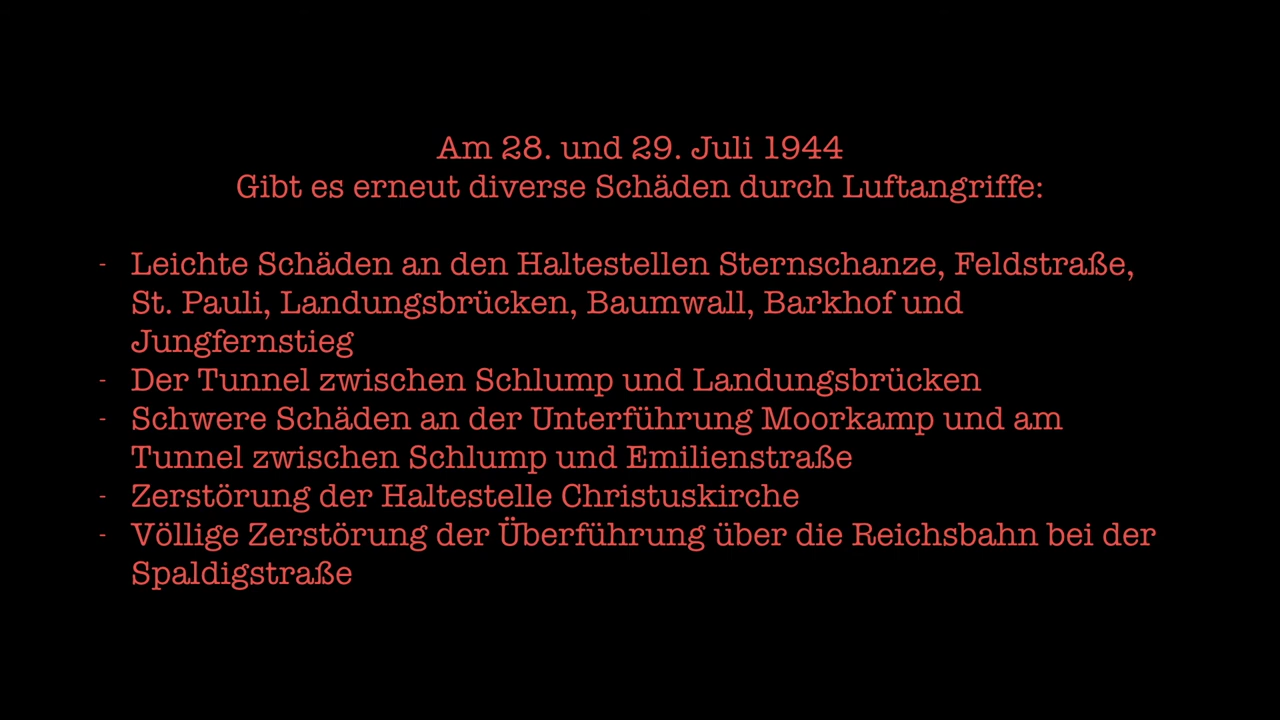 Am 28. und 29. Juli 1944
Gibt es erneut diverse Schäden durch Luftangriffe:
- Leichte Schäden an den Haltestellen Sternschanze, Feldstraße,
St. Pauli, Landungsbrücken, Baumwall, Barkhof und
Jungfernstieg
- Der Tunnel zwischen Schlump und Landungsbrücken
- Schwere Schäden an der Unterführung Moorkamp und am
Tunnel zwischen Schlump und Emilienstraße
- Zerstörung der Haltestelle Christuskirche
- Völlige Zerstörung der Überführung über die Reichsbahn bei der
Spaldigstraße